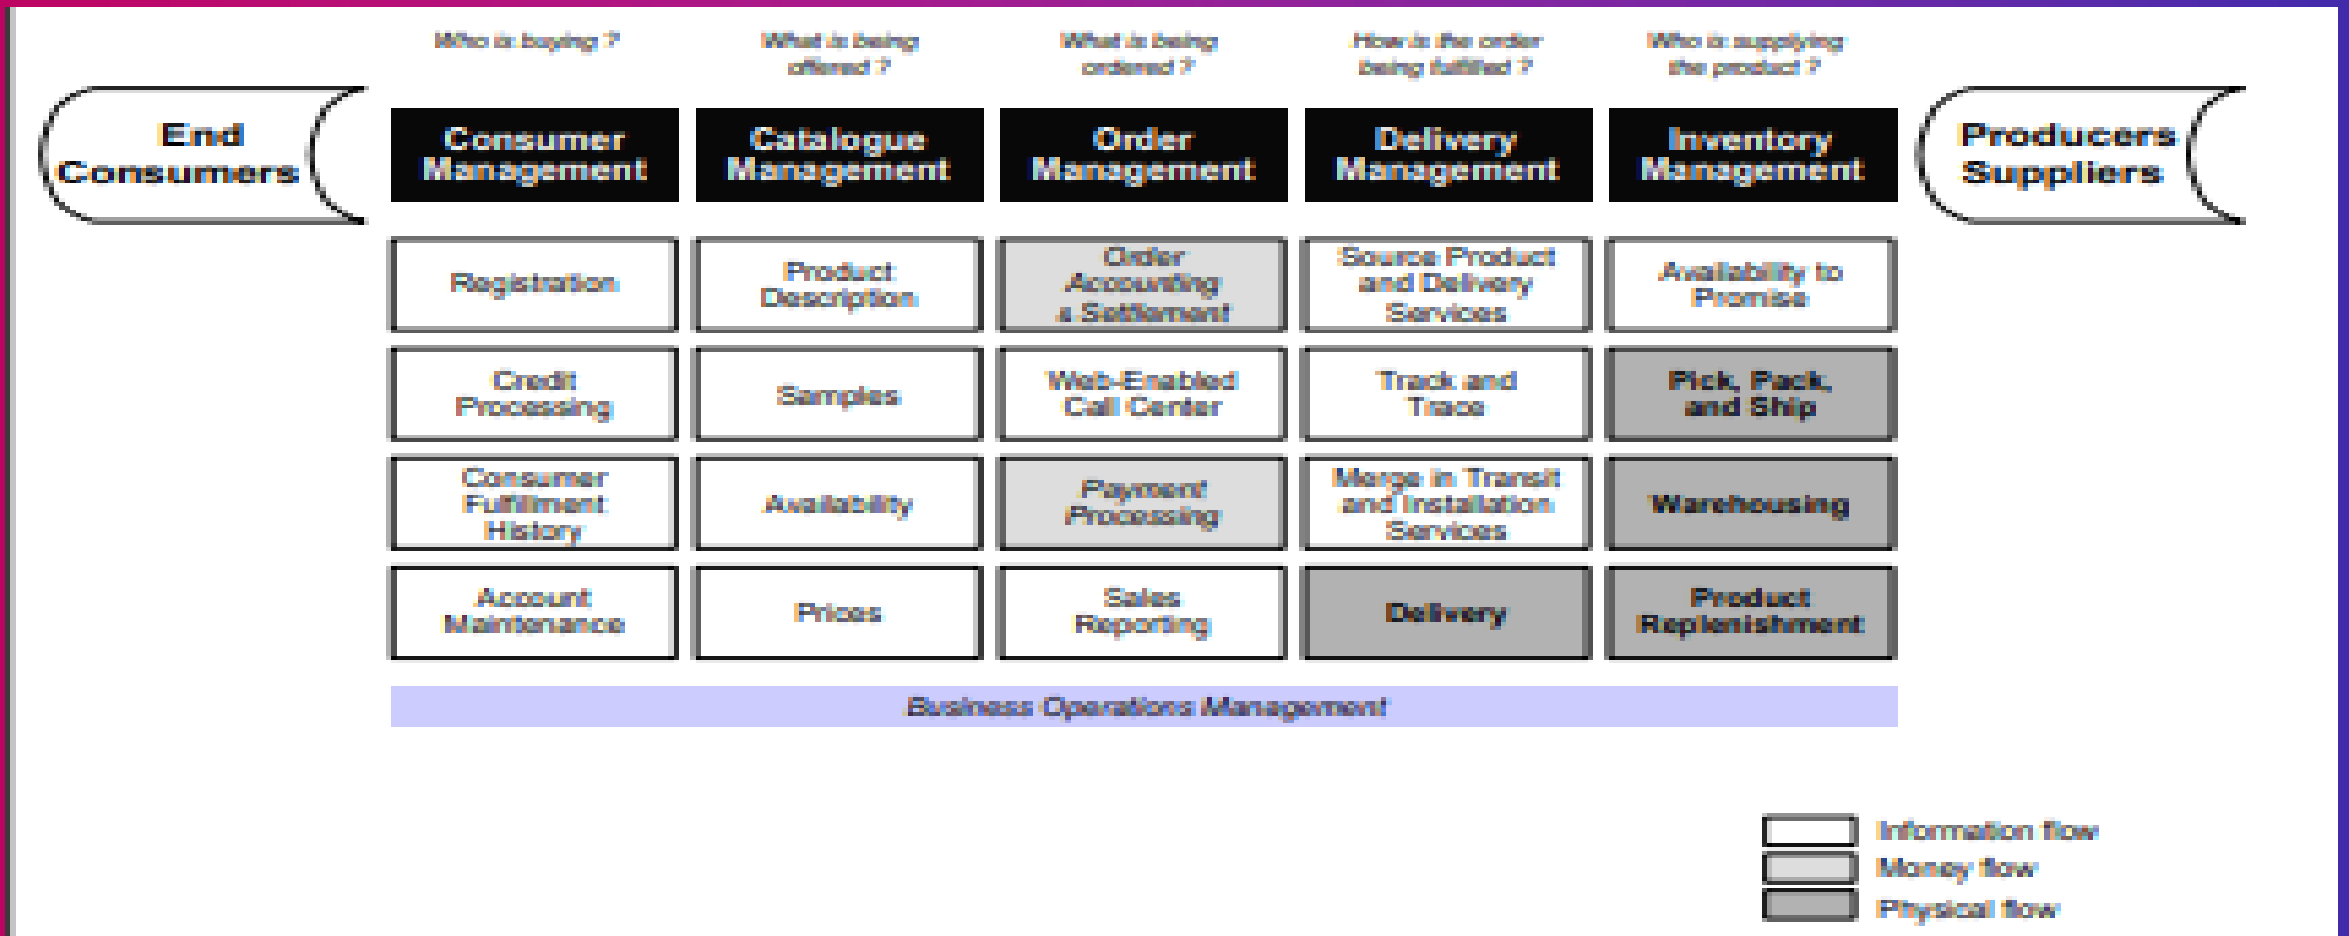 Who is buying ?
What is being
offered ?
What is being
ordered ?
How is the order
being fulfilled ?
Who is supplying
the product ?
End
Consumers
Consumer
Management
Catalogue
Management
Order
Management
Delivery
Management
Inventory
Management
Producers
Suppliers
Registration
Product
Description
Order
Accounting
& Settlement
Source Product
and Delivery
Services
Availability to
Promise
Credit
Processing
Samples
Web-Enabled
Call Center
Track and
Trace
Pick, Pack,
and Ship
Consumer
Fulfillment
History
Availability
Payment
Processing
Merge in Transit
and Installation
Services
Warehousing
Account
Maintenance
Prices
Sales
Reporting
Delivery
Product
Replenishment
Business Operations Management
Information flow
Money flow
Physical flow